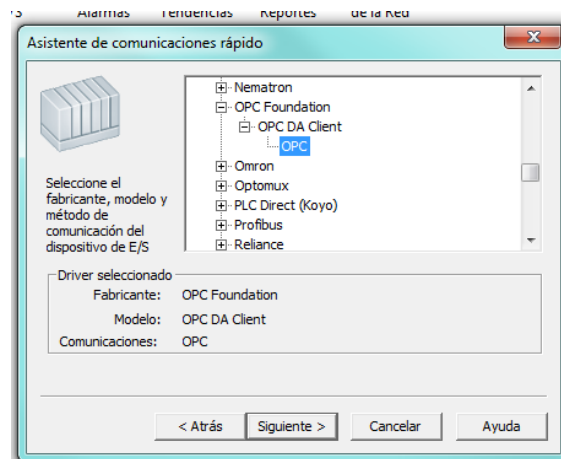 Alarmas Tendencias Reportes de la Red
Asistente de comunicaciones rápido
Nematron
OPC Foundation
OPC DA Client
OPC
Omron
Optomux
PLC Direct (Koyo)
Profibus
Reliance
Seleccione el
fabricante, modelo y
método de
comunicación del
dispositivo de E/S
Driver seleccionado
Fabricante: OPC Foundation
Modelo: OPC DA Client
Comunicaciones: OPC
< Atrás Siguiente > Cancelar Ayuda